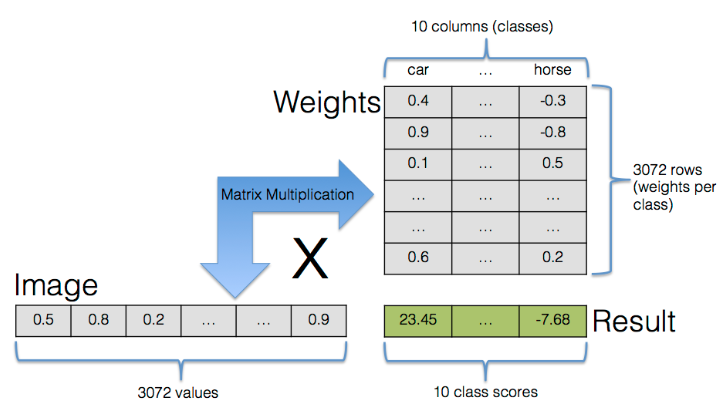 10 columns (classes)
car ... horse
Weights
0.4 ... -0.3
0.9 ... -0.8
0.1 ... 0.5
... ... ...
... ... ...
0.6 ... 0.2
3072 rows
(weights per
class)
Matrix Multiplication
X
Image
0.5 0.8 0.2 ... ... 0.9
3072 values
23.45 ... -7.68
Result
10 class scores